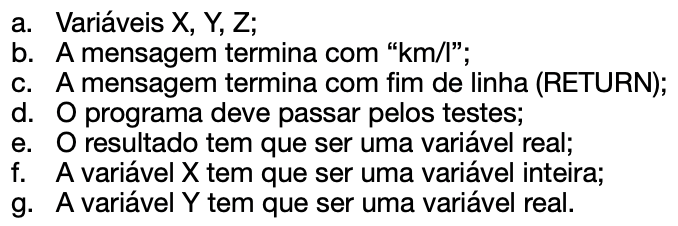 a. Variáveis X, Y, Z;
b. A mensagem termina com “km/l”;
c. A mensagem termina com fim de linha (RETURN);
d. O programa deve passar pelos testes;
e. O resultado tem que ser uma variável real;
f. A variável X tem que ser uma variável inteira;
g. A variável Y tem que ser uma variável real.